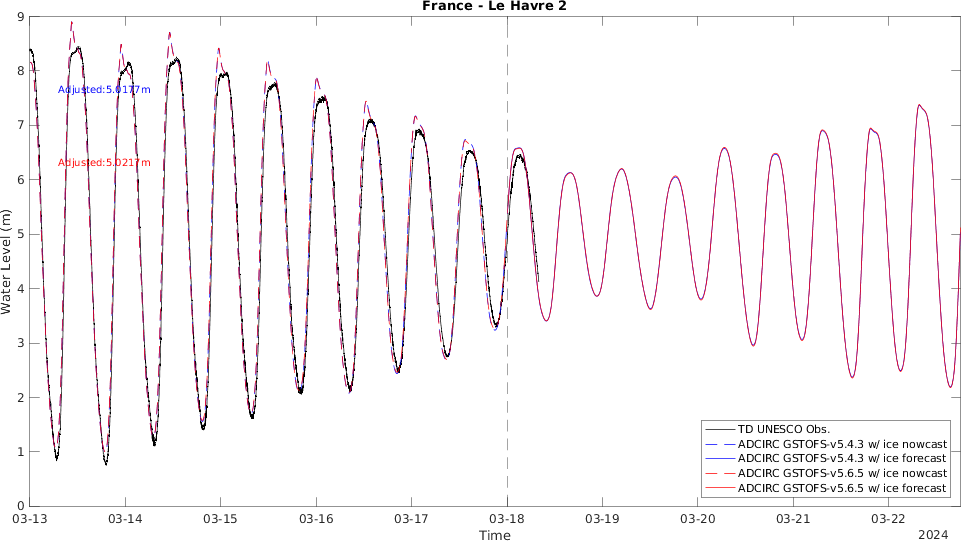 France - Le Havre 2
9
8
Adjusted:5.0177m
7
Adjusted:5.0217m
6
5
Water Level (m)
4
3
2
TD UNESCO Obs.
ADCIRC GSTOFS-v5.4.3 w/ ice nowcast
1
ADCIRC GSTOFS-v5.4.3 w/ ice forecast
ADCIRC GSTOFS-v5.6.5 w/ ice nowcast
ADCIRC GSTOFS-v5.6.5 w/ ice forecast
0
03-13 03-14 03-15 03-16 03-17 03-18 03-19 03-20 03-21 03-22
Time
2024